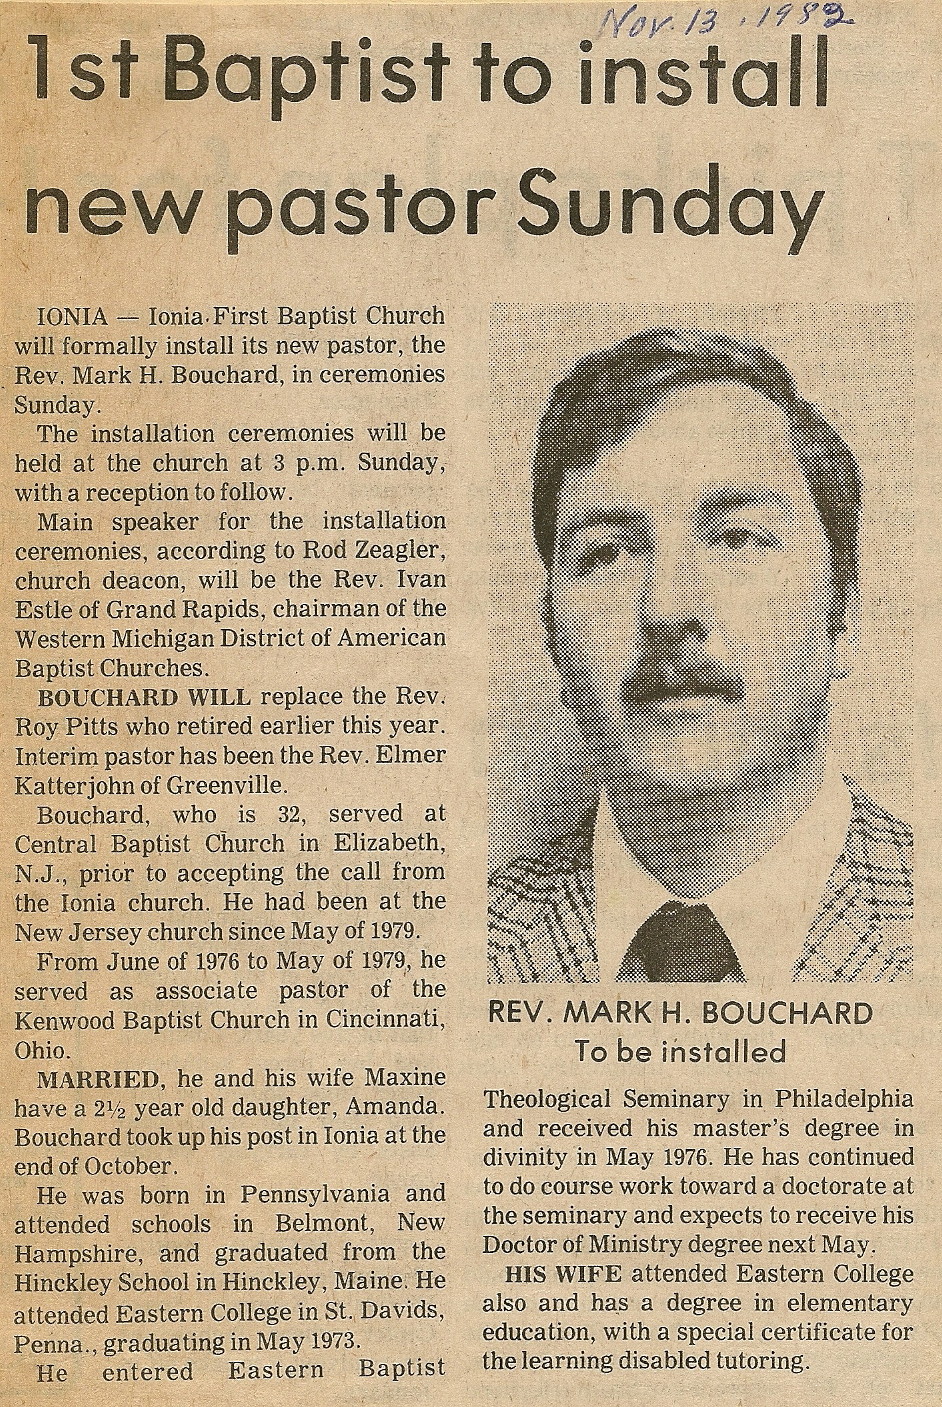 Nov. 13, 1982
1st Baptist to install
new pastor Sunday
IONIA — Ionia First Baptist Church
will formally install its new pastor, the
Rev. Mark H. Bouchard, in ceremonies
Sunday.
The installation ceremonies will be
held at the church at 3 p.m. Sunday,
with a reception to follow.
Main speaker for the installation
ceremonies, according to Rod Zeagler,
church deacon, will be the Rev. Ivan
Estle of Grand Rapids, chairman of the
Western Michigan District of American
Baptist Churches.
BOUCHARD WILL replace the Rev.
Roy Pitts who retired earlier this year.
Interim pastor has been the Rev. Elmer
Katterjohn of Greenville.
Bouchard, who is 32, served at
Central Baptist Church in Elizabeth,
N.J., prior to accepting the call from
the Ionia church. He had been at the
New Jersey church since May of 1979.
From June of 1976 to May of 1979, he
served as associate pastor of the
Kenwood Baptist Church in Cincinnati,
Ohio.
MARRIED, he and his wife Maxine
have a 2½ year old daughter, Amanda.
Bouchard took up his post in Ionia at the
end of October.
He was born in Pennsylvania and
attended schools in Belmont, New
Hampshire, and graduated from the
Hinckley School in Hinckley, Maine. He
attended Eastern College in St. Davids,
Penna., graduating in May 1973.
He entered Eastern Baptist
REV. MARK H. BOUCHARD
To be installed
Theological Seminary in Philadelphia
and received his master's degree in
divinity in May 1976. He has continued
to do course work toward a doctorate at
the seminary and expects to receive his
Doctor of Ministry degree next May.
HIS WIFE attended Eastern College
also and has a degree in elementary
education, with a special certificate for
the learning disabled tutoring.